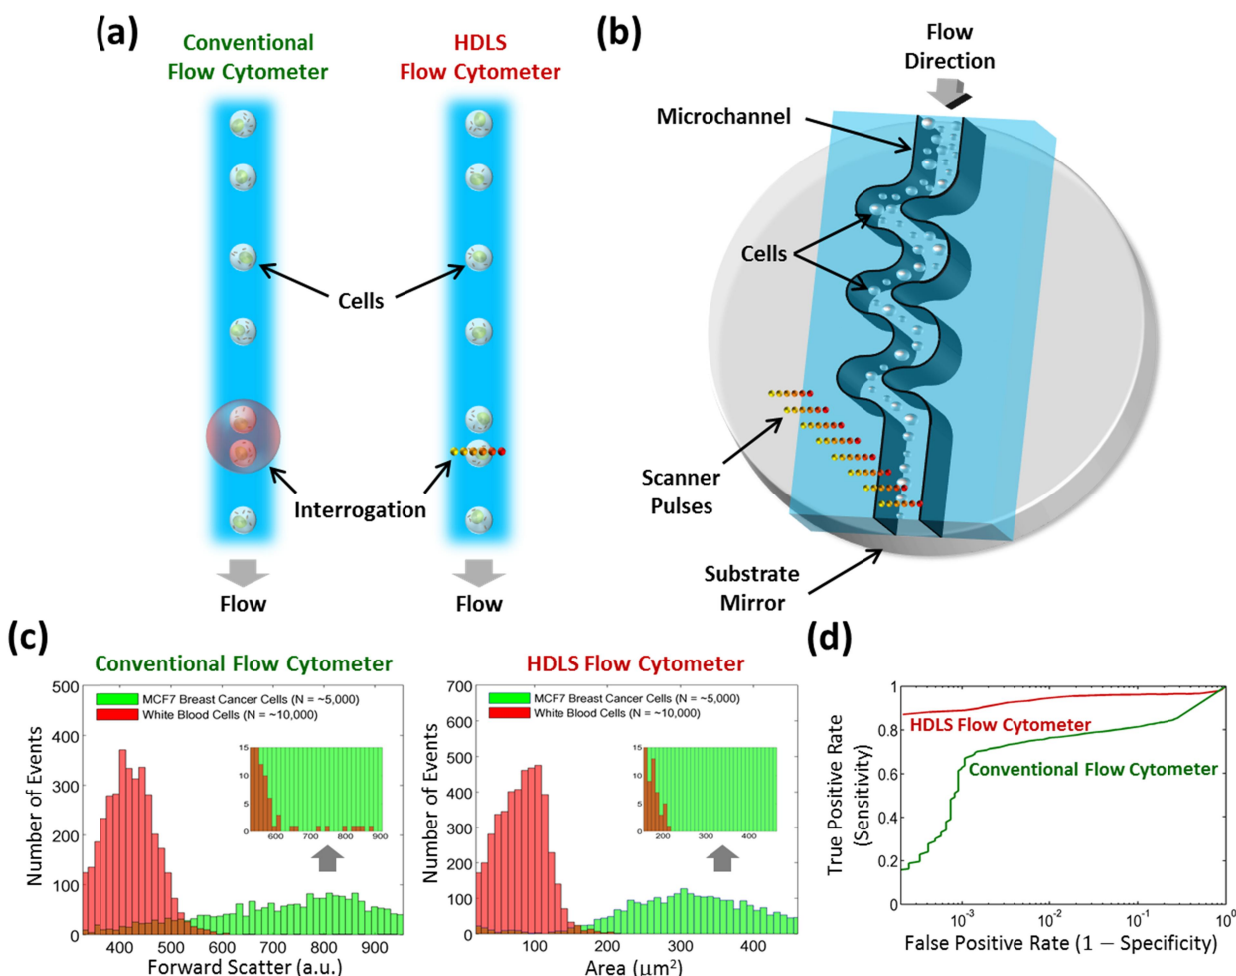 (a)
Conventional
Flow Cytometer
HDLS
Flow Cytometer
Cells
Interrogation
Flow
Flow
(b)
Flow
Direction
Microchannel
Cells
Scanner
Pulses
Substrate
Mirror
(c)
Conventional Flow Cytometer
Number of Events
500
400
300
200
100
0
MCF7 Breast Cancer Cells (N = ~5,000)
White Blood Cells (N = ~10,000)
15
10
5
0
600 700 800 900
400 500 600 700 800 900
Forward Scatter (a.u.)
HDLS Flow Cytometer
Number of Events
700
600
500
400
300
200
100
0
MCF7 Breast Cancer Cells (N = ~5,000)
White Blood Cells (N = ~10,000)
15
10
5
0
200 300 400
100 200 300 400
Area (μm²)
(d)
True Positive Rate
(Sensitivity)
1
0.8
0.6
0.4
0.2
0
HDLS Flow Cytometer
Conventional Flow Cytometer
10⁻³ 10⁻² 10⁻¹ 10⁰
False Positive Rate (1 − Specificity)